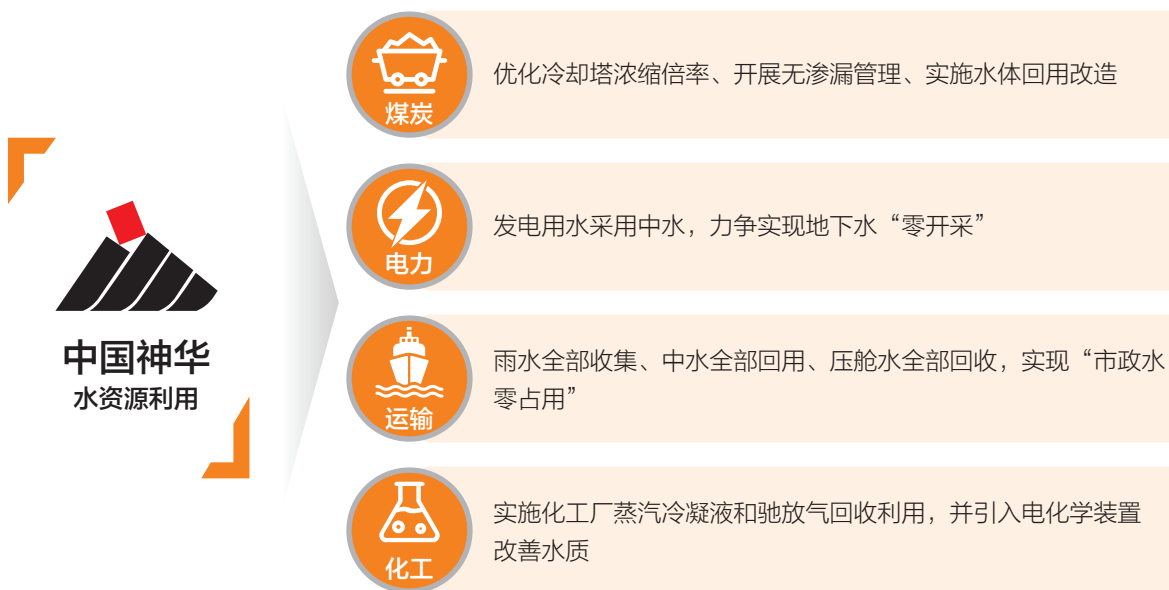 中国神华
水资源利用
煤炭
优化冷却塔浓缩倍率、开展无渗漏管理、实施水体回用改造
电力
发电用水采用中水，力争实现地下水“零开采”
运输
雨水全部收集、中水全部回用、压舱水全部回收，实现“市政水
零占用”
化工
实施化工厂蒸汽冷凝液和驰放气回收利用，并引入电化学装置
改善水质